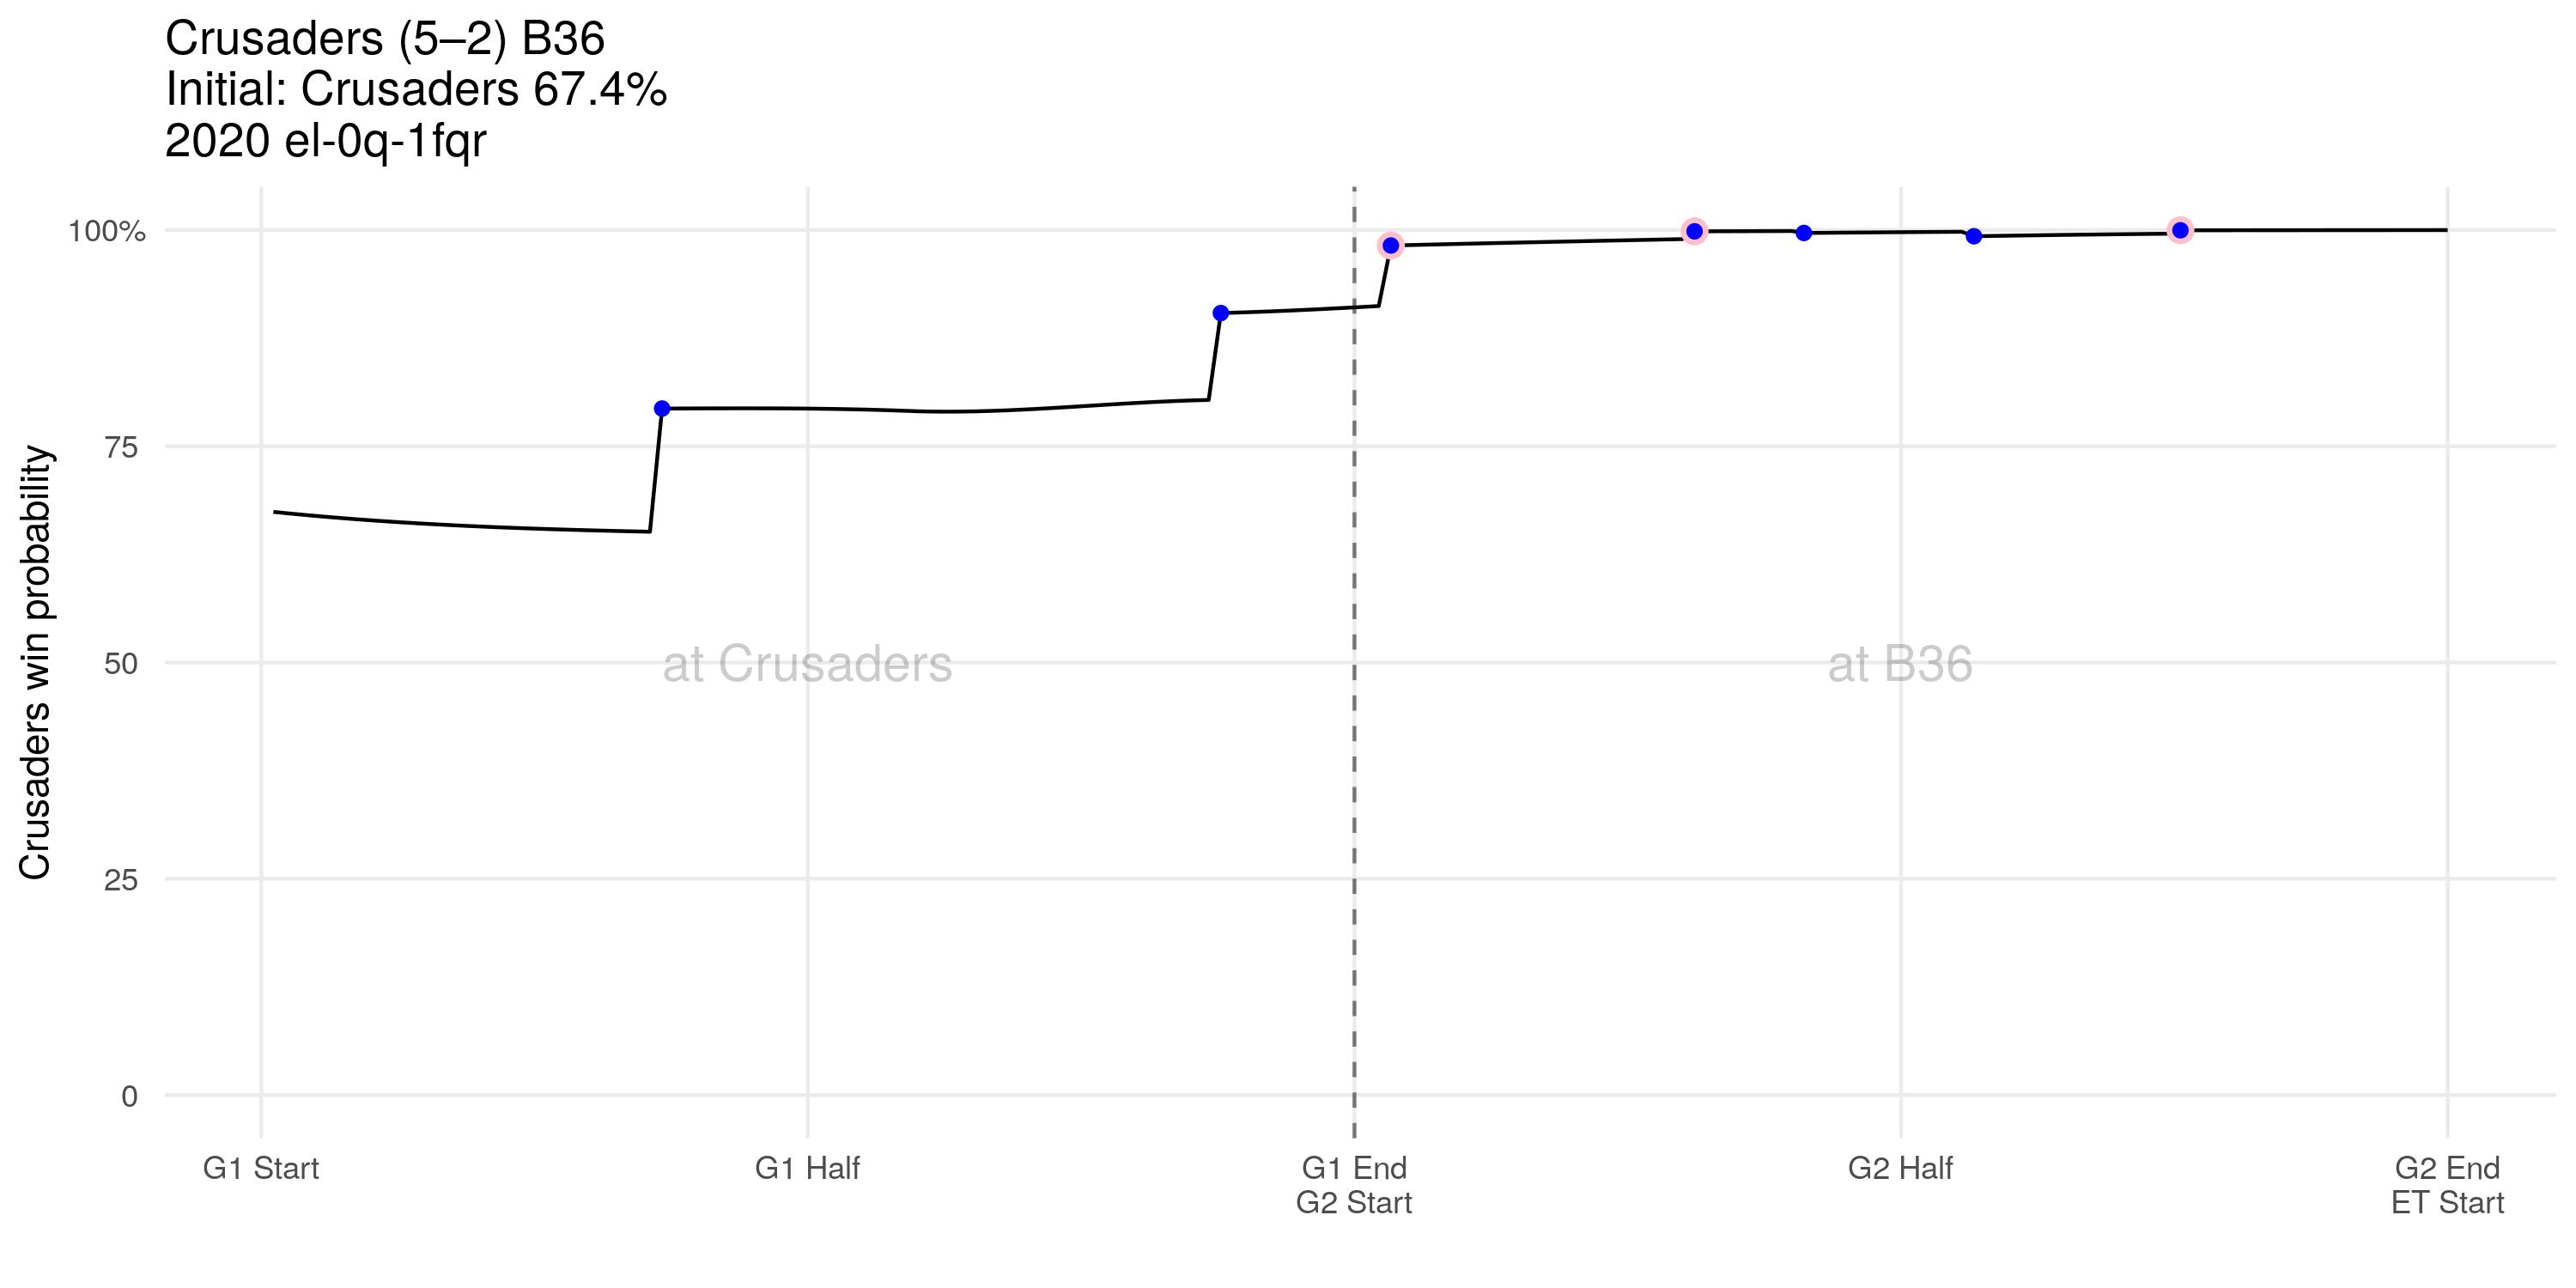 Crusaders (5–2) B36
Initial: Crusaders 67.4%
2020 el-0q-1fqr
Crusaders win probability
100%
75
50
25
0
at Crusaders
at B36
G1 Start
G1 Half
G1 End
G2 Start
G2 Half
G2 End
ET Start